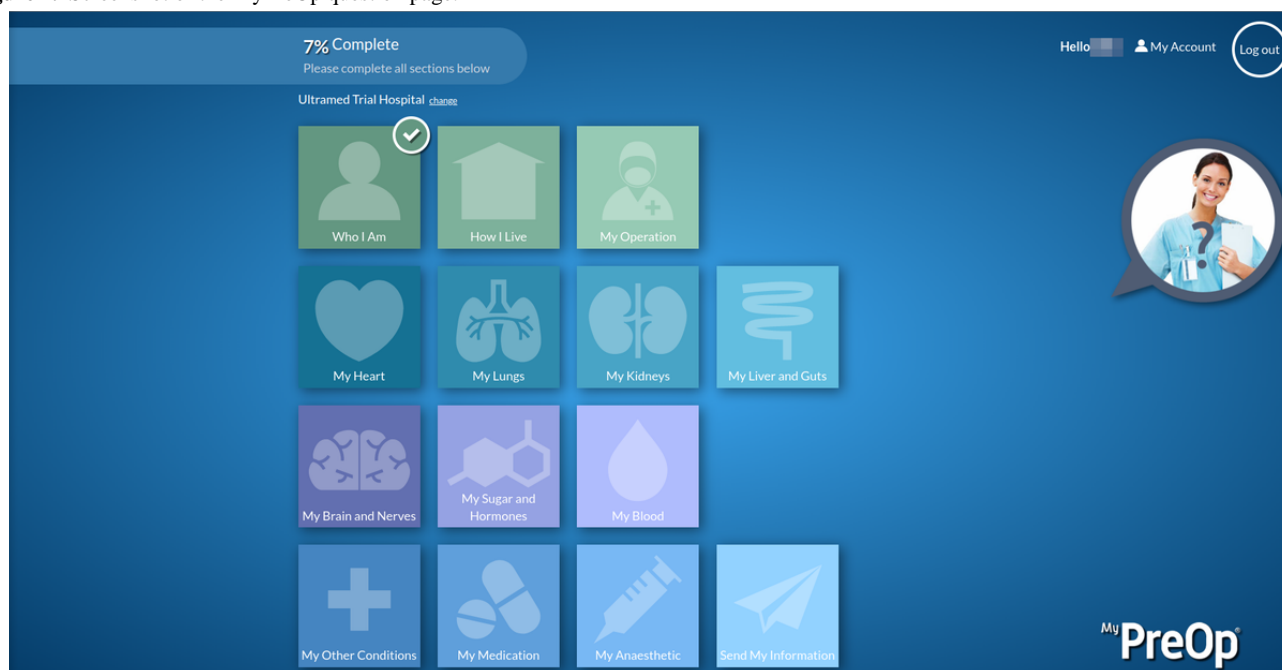 7% Complete
Hello My Account Log out
Please complete all sections below
Ultramed Trial Hospital change
Who I Am How I Live My Operation
My Heart My Lungs My Kidneys My Liver and Guts
My Brain and Nerves My Sugar and Hormones My Blood
My Other Conditions My Medication My Anaesthetic Send My Information
My PreOp